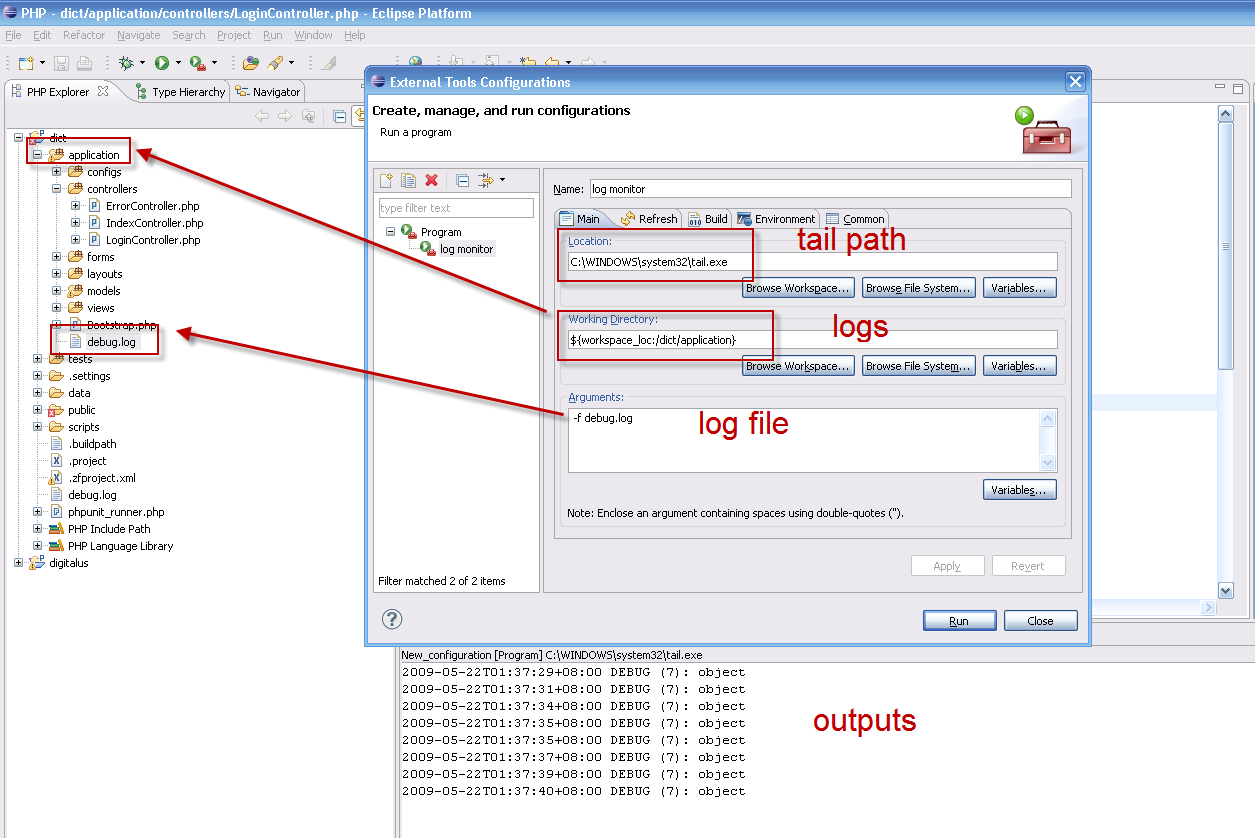 PHP - dict/application/controllers/LoginController.php - Eclipse Platform
File Edit Refactor Navigate Search Project Run Window Help
PHP Explorer Type Hierarchy Navigator
dict
application
configs
controllers
ErrorController.php
IndexController.php
LoginController.php
forms
layouts
models
views
Bootstrap.php
debug.log
tests
.settings
data
public
scripts
.buildpath
.project
.zfproject.xml
debug.log
phpunit_runner.php
PHP Include Path
PHP Language Library
digitalus
External Tools Configurations
Create, manage, and run configurations
Run a program
type filter text
Program
log monitor
Filter matched 2 of 2 items
Name: log monitor
Main Refresh Build Environment Common
Location:
tail path
C:\WINDOWS\system32\tail.exe
Browse Workspace... Browse File System... Variables...
Working Directory:
logs
${workspace_loc:/dict/application}
Browse Workspace... Browse File System... Variables...
Arguments:
-f debug.log
log file
Variables...
Note: Enclose an argument containing spaces using double-quotes (").
Apply Revert
?
Run Close
New_configuration [Program] C:\WINDOWS\system32\tail.exe
2009-05-22T01:37:29+08:00 DEBUG (7): object
2009-05-22T01:37:31+08:00 DEBUG (7): object
2009-05-22T01:37:34+08:00 DEBUG (7): object
2009-05-22T01:37:35+08:00 DEBUG (7): object
2009-05-22T01:37:35+08:00 DEBUG (7): object
2009-05-22T01:37:37+08:00 DEBUG (7): object
2009-05-22T01:37:39+08:00 DEBUG (7): object
2009-05-22T01:37:40+08:00 DEBUG (7): object
outputs